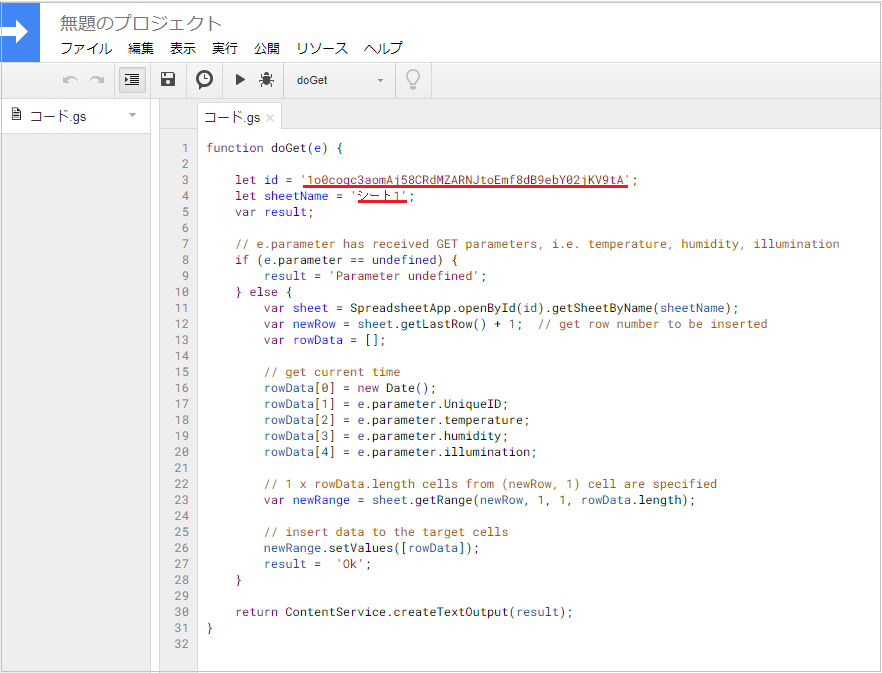 無題のプロジェクト
ファイル 編集 表示 実行 公開 リソース ヘルプ
doGet
コード.gs
コード.gs ×
1 function doGet(e) {
2
3 let id = '1o0coqc3aomAj58CRdMZARNJtoEmf8dB9ebY02jKV9tA';
4 let sheetName = 'シート1';
5 var result;
6
7 // e.parameter has received GET parameters, i.e. temperature, humidity, illumination
8 if (e.parameter == undefined) {
9 result = 'Parameter undefined';
10 } else {
11 var sheet = SpreadsheetApp.openById(id).getSheetByName(sheetName);
12 var newRow = sheet.getLastRow() + 1; // get row number to be inserted
13 var rowData = [];
14
15 // get current time
16 rowData[0] = new Date();
17 rowData[1] = e.parameter.UniqueID;
18 rowData[2] = e.parameter.temperature;
19 rowData[3] = e.parameter.humidity;
20 rowData[4] = e.parameter.illumination;
21
22 // 1 x rowData.length cells from (newRow, 1) cell are specified
23 var newRange = sheet.getRange(newRow, 1, 1, rowData.length);
24
25 // insert data to the target cells
26 newRange.setValues([rowData]);
27 result = 'Ok';
28 }
29
30 return ContentService.createTextOutput(result);
31 }
32